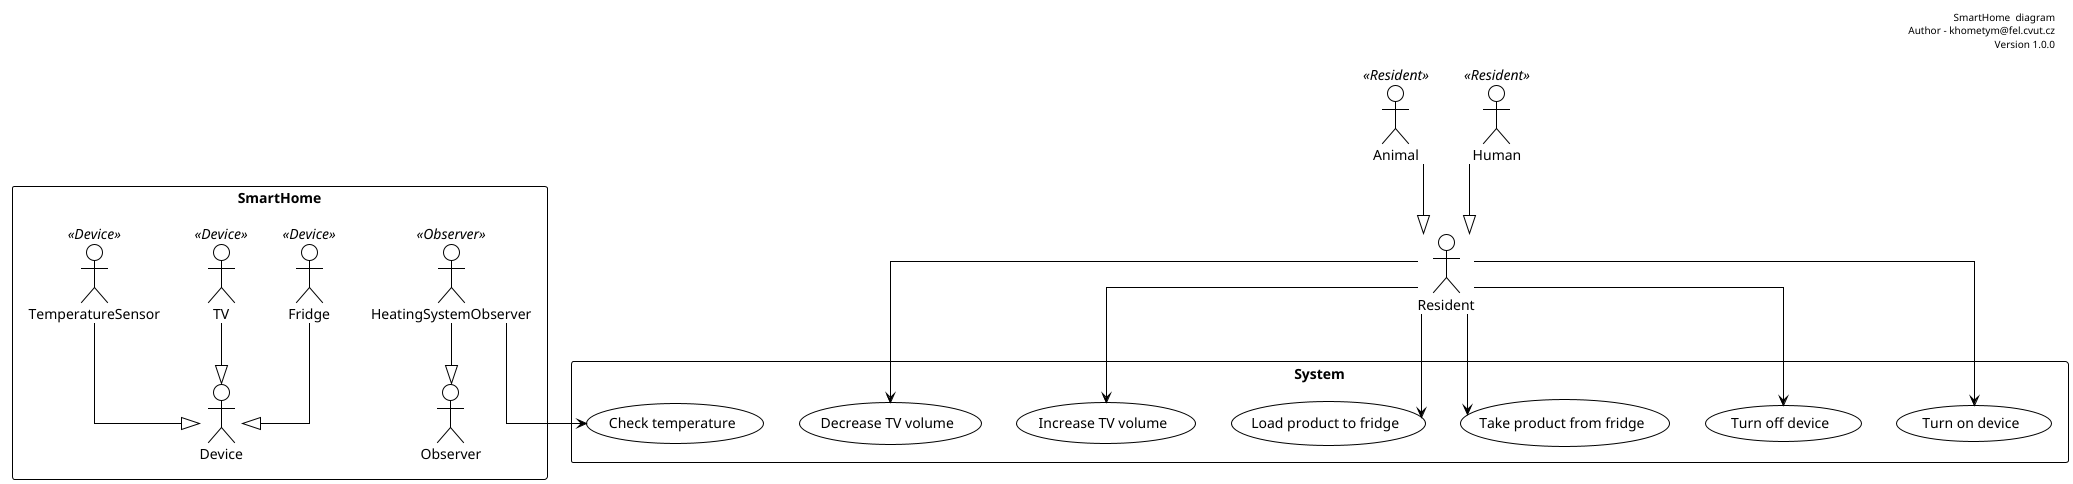 SmartHome  diagram
Author - khometym@fel.cvut.cz
Version 1.0.0
«Resident»
Animal
«Resident»
Human
SmartHome
«Device»
TemperatureSensor
«Device»
TV
«Device»
Fridge
«Observer»
HeatingSystemObserver
Resident
Device
Observer
System
Check temperature
Decrease TV volume
Increase TV volume
Load product to fridge
Take product from fridge
Turn off device
Turn on device